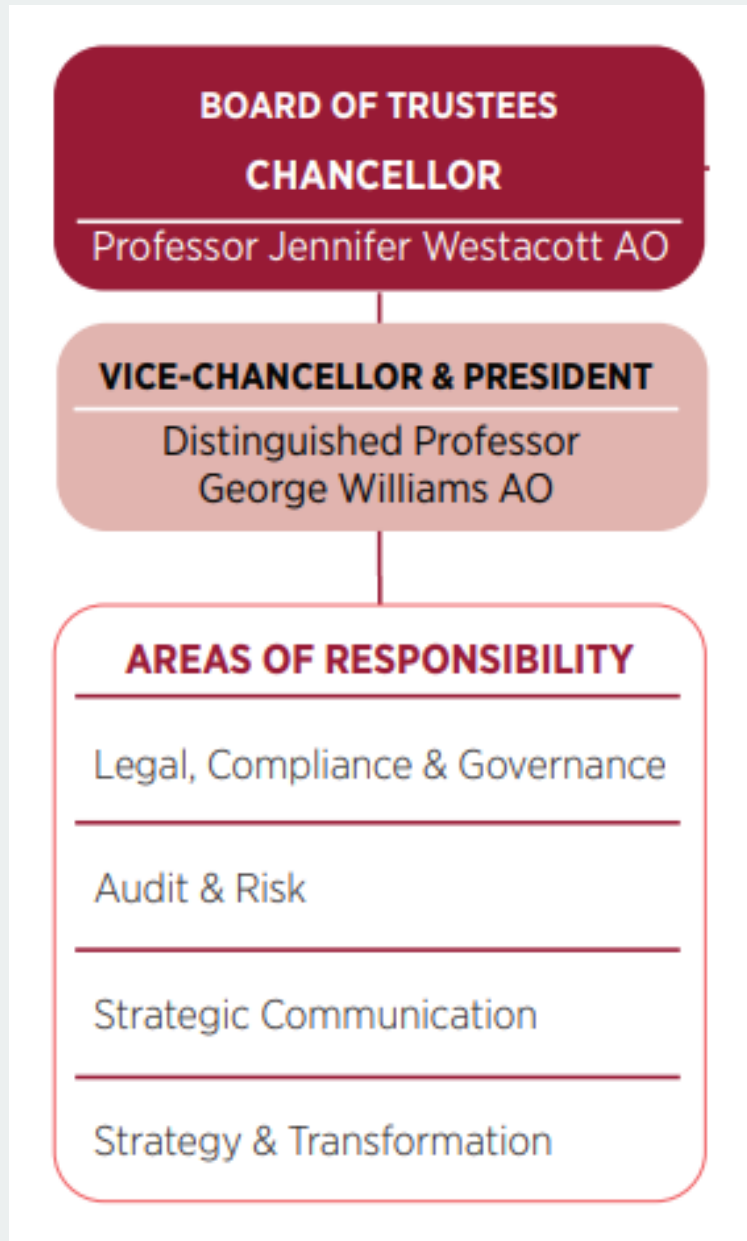 BOARD OF TRUSTEES
CHANCELLOR
Professor Jennifer Westacott AO
VICE-CHANCELLOR & PRESIDENT
Distinguished Professor
George Williams AO
AREAS OF RESPONSIBILITY
Legal, Compliance & Governance
Audit & Risk
Strategic Communication
Strategy & Transformation